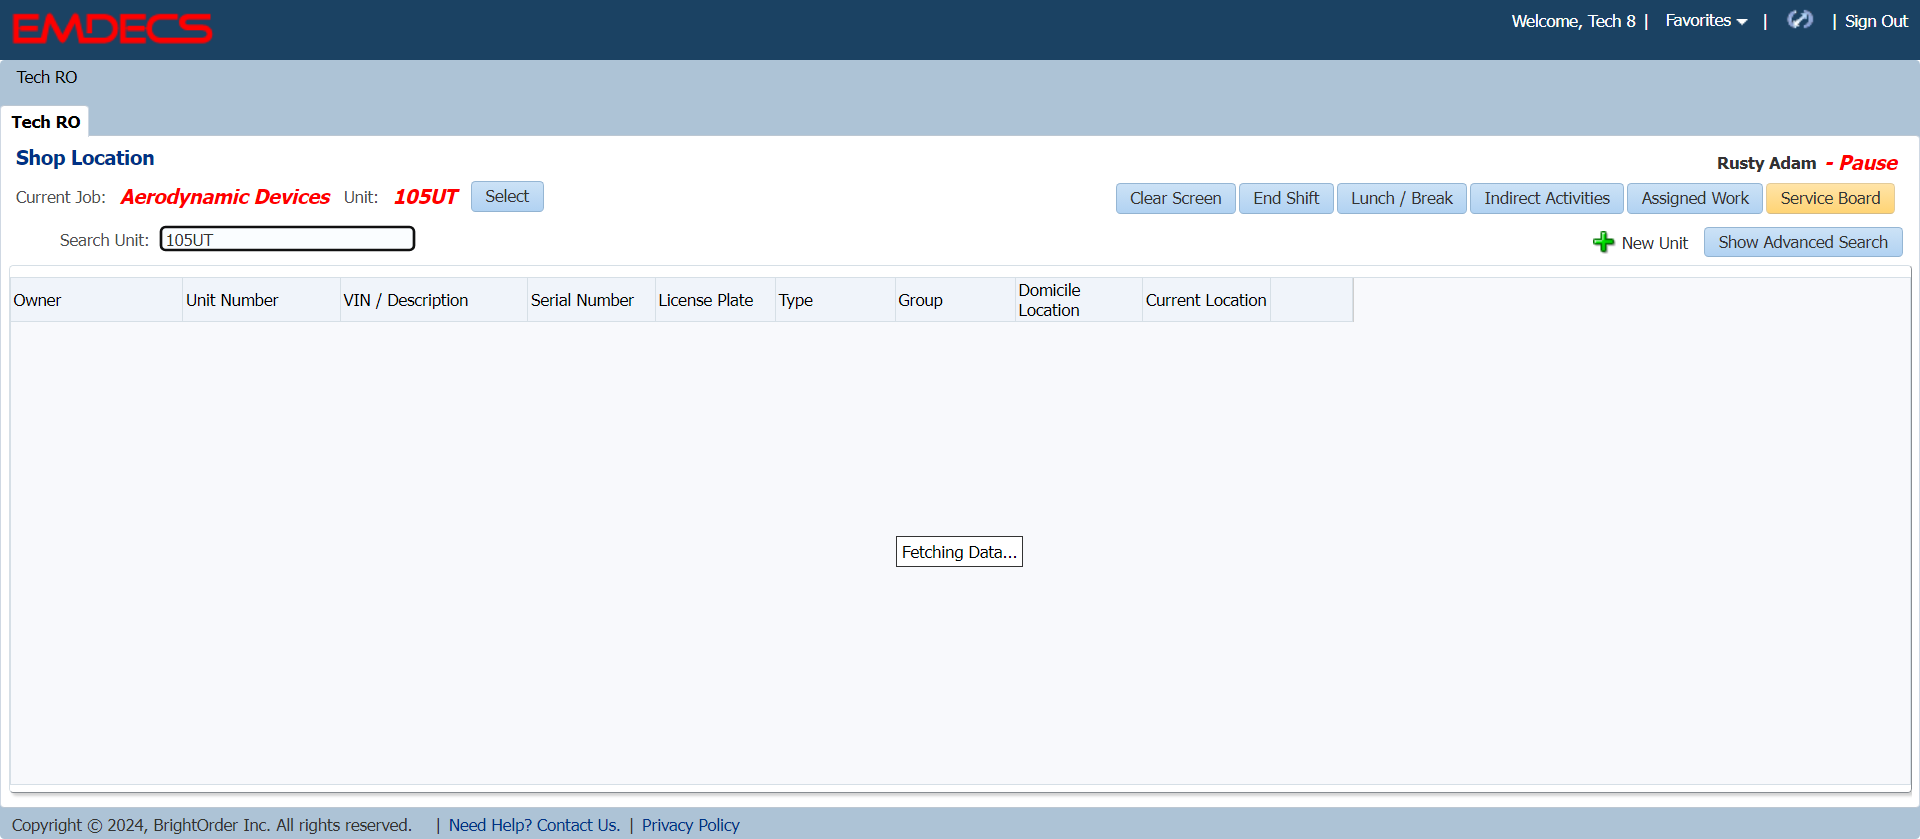 EMDECS
Welcome, Tech 8 | Favorites | | Sign Out
Tech RO
Tech RO
Shop Location
Rusty Adam - Pause
Current Job: Aerodynamic Devices Unit: 105UT Select
Clear Screen End Shift Lunch / Break Indirect Activities Assigned Work Service Board
Search Unit: 105UT
New Unit Show Advanced Search
Owner Unit Number VIN / Description Serial Number License Plate Type Group Domicile Location Current Location
Fetching Data...
Copyright © 2024, BrightOrder Inc. All rights reserved. | Need Help? Contact Us. | Privacy Policy